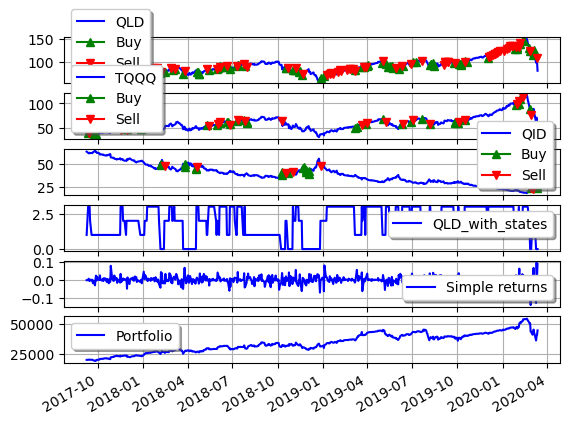 QLD
Buy
Sell
150
100
TQQQ
Buy
Sell
100
50
QID
Buy
Sell
50
25
QLD_with_states
2.5
0.0
Simple returns
0.1
0.0
−0.1
Portfolio
50000
25000
2017-10
2018-01
2018-04
2018-07
2018-10
2019-01
2019-04
2019-07
2019-10
2020-01
2020-04